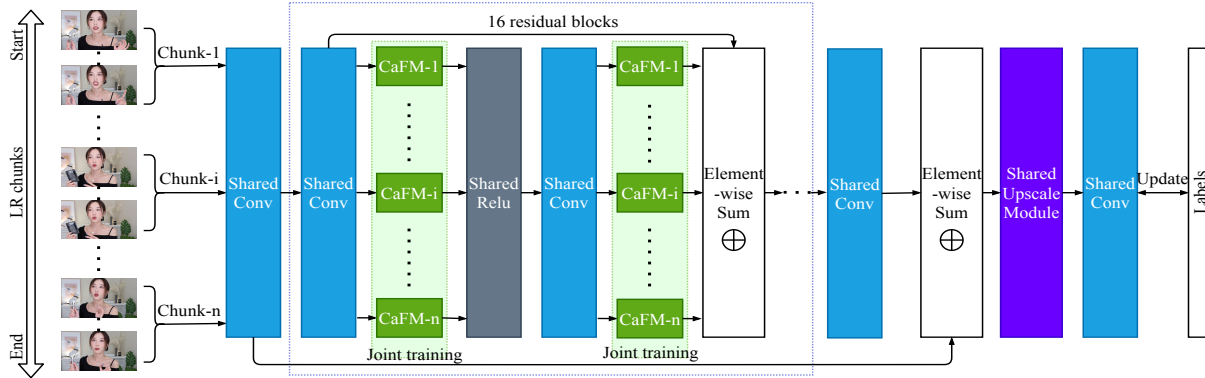 16 residual blocks
Start
LR chunks
End
Chunk-1
Chunk-i
Chunk-n
Shared
Conv
Shared
Conv
CaFM-1
CaFM-i
CaFM-n
Joint training
Shared
Relu
Shared
Conv
CaFM-1
CaFM-i
CaFM-n
Joint training
Element
-wise
Sum
Shared
Conv
Element
-wise
Sum
Shared
Upscale
Module
Shared
Conv
Update
Labels